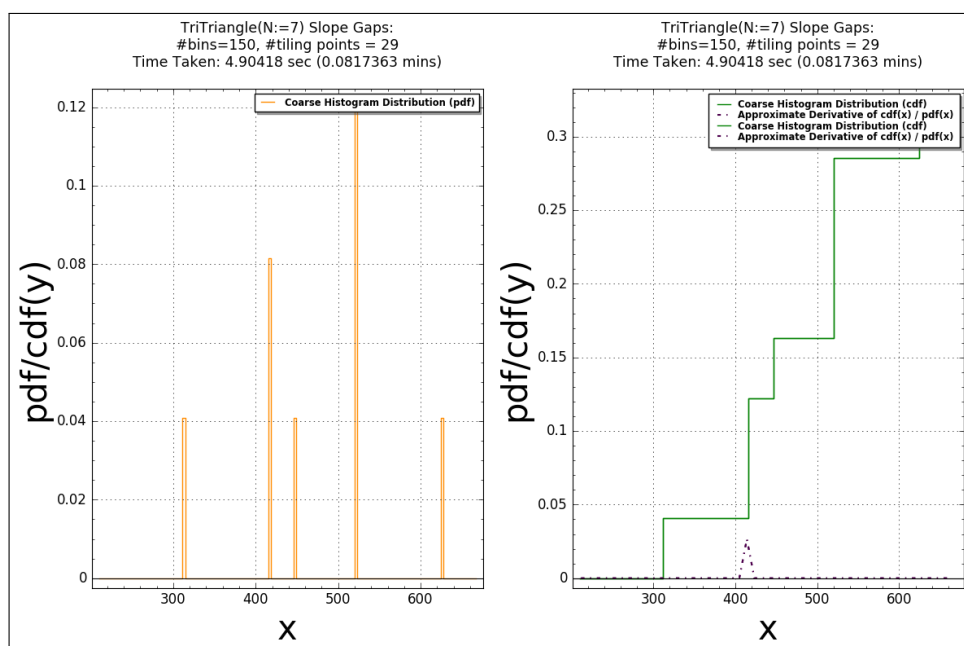 TriTriangle(N:=7) Slope Gaps:
#bins=150, #tiling points = 29
Time Taken: 4.90418 sec (0.0817363 mins)
Coarse Histogram Distribution (pdf)
0.12
0.1
0.08
0.06
0.04
0.02
0
pdf/cdf(y)
300
400
500
600
x
TriTriangle(N:=7) Slope Gaps:
#bins=150, #tiling points = 29
Time Taken: 4.90418 sec (0.0817363 mins)
Coarse Histogram Distribution (cdf)
Approximate Derivative of cdf(x) / pdf(x)
Coarse Histogram Distribution (cdf)
Approximate Derivative of cdf(x) / pdf(x)
0.3
0.25
0.2
0.15
0.1
0.05
0
pdf/cdf(y)
300
400
500
600
x